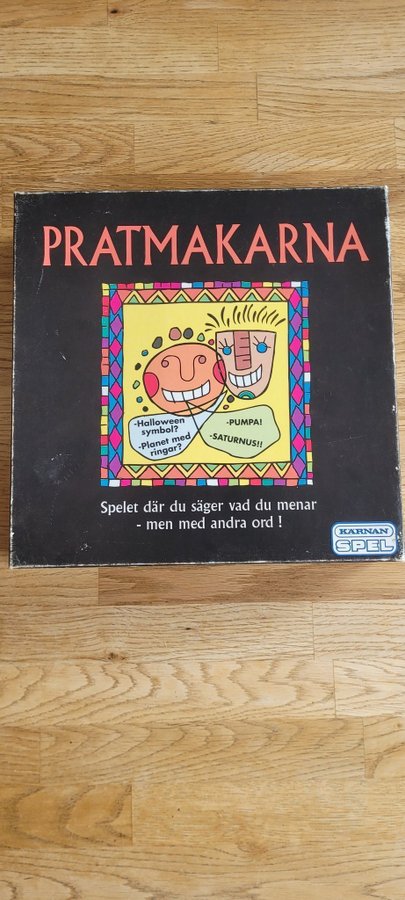 PRATMAKARNA
-Halloween
symbol?
-Planet med
ringar?
-PUMPA!
-SATURNUS!!
Spelet där du säger vad du menar
- men med andra ord !
KÄRNAN
SPEL